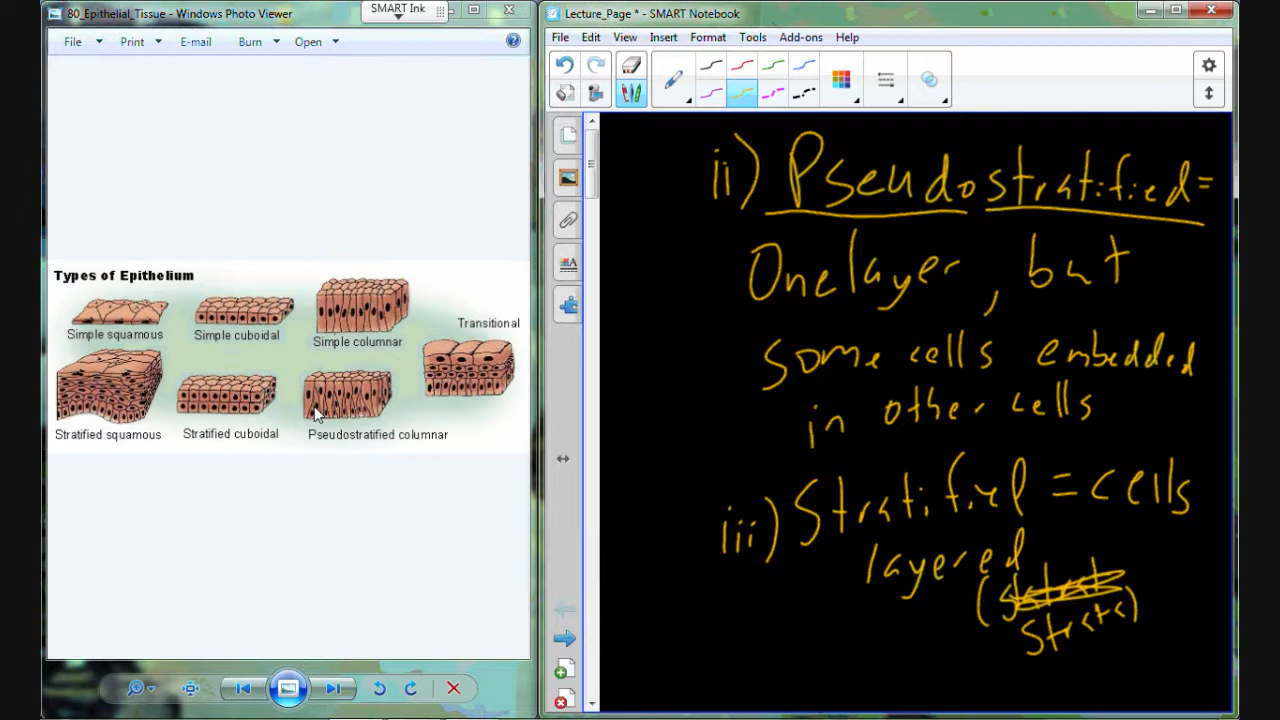 80_Epithelial_Tissue - Windows Photo Viewer
SMART Ink
File Print E-mail Burn Open
Types of Epithelium
Simple squamous
Simple cuboidal
Simple columnar
Transitional
Stratified squamous
Stratified cuboidal
Pseudostratified columnar
Lecture_Page * - SMART Notebook
File Edit View Insert Format Tools Add-ons Help
ii) Pseudostratified =
One layer, but
some cells embedded
in other cells
iii) Stratified = cells
layered
(
Strata)